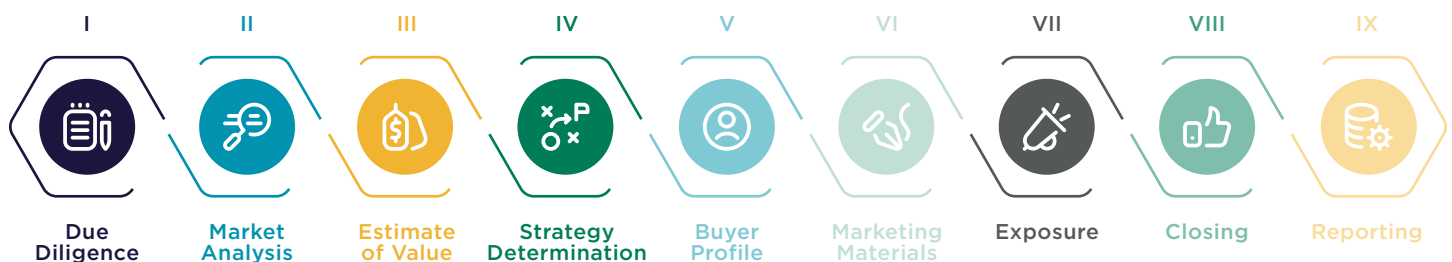 I
II
III
IV
V
VI
VII
VIII
IX
$
Due
Diligence
Market
Analysis
Estimate
of Value
Strategy
Determination
Buyer
Profile
Marketing
Materials
Exposure
Closing
Reporting